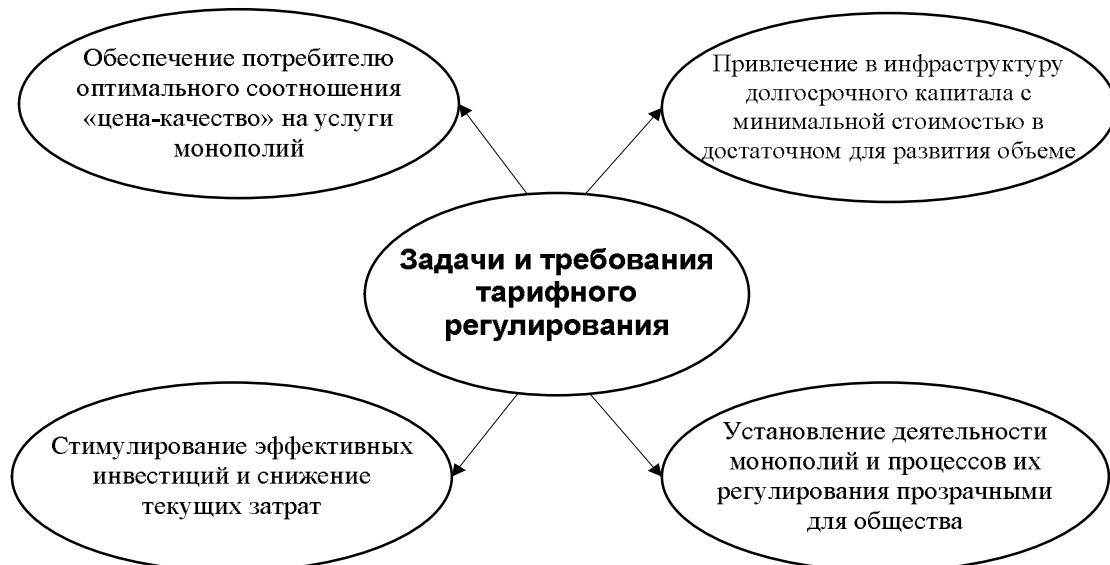 Обеспечение потребителю
оптимального соотношения
«цена-качество» на услуги
монополий
Привлечение в инфраструктуру
долгосрочного капитала с
минимальной стоимостью в
достаточном для развития объеме
Задачи и требования
тарифного
регулирования
Стимулирование эффективных
инвестиций и снижение
текущих затрат
Установление деятельности
монополий и процессов их
регулирования прозрачными
для общества